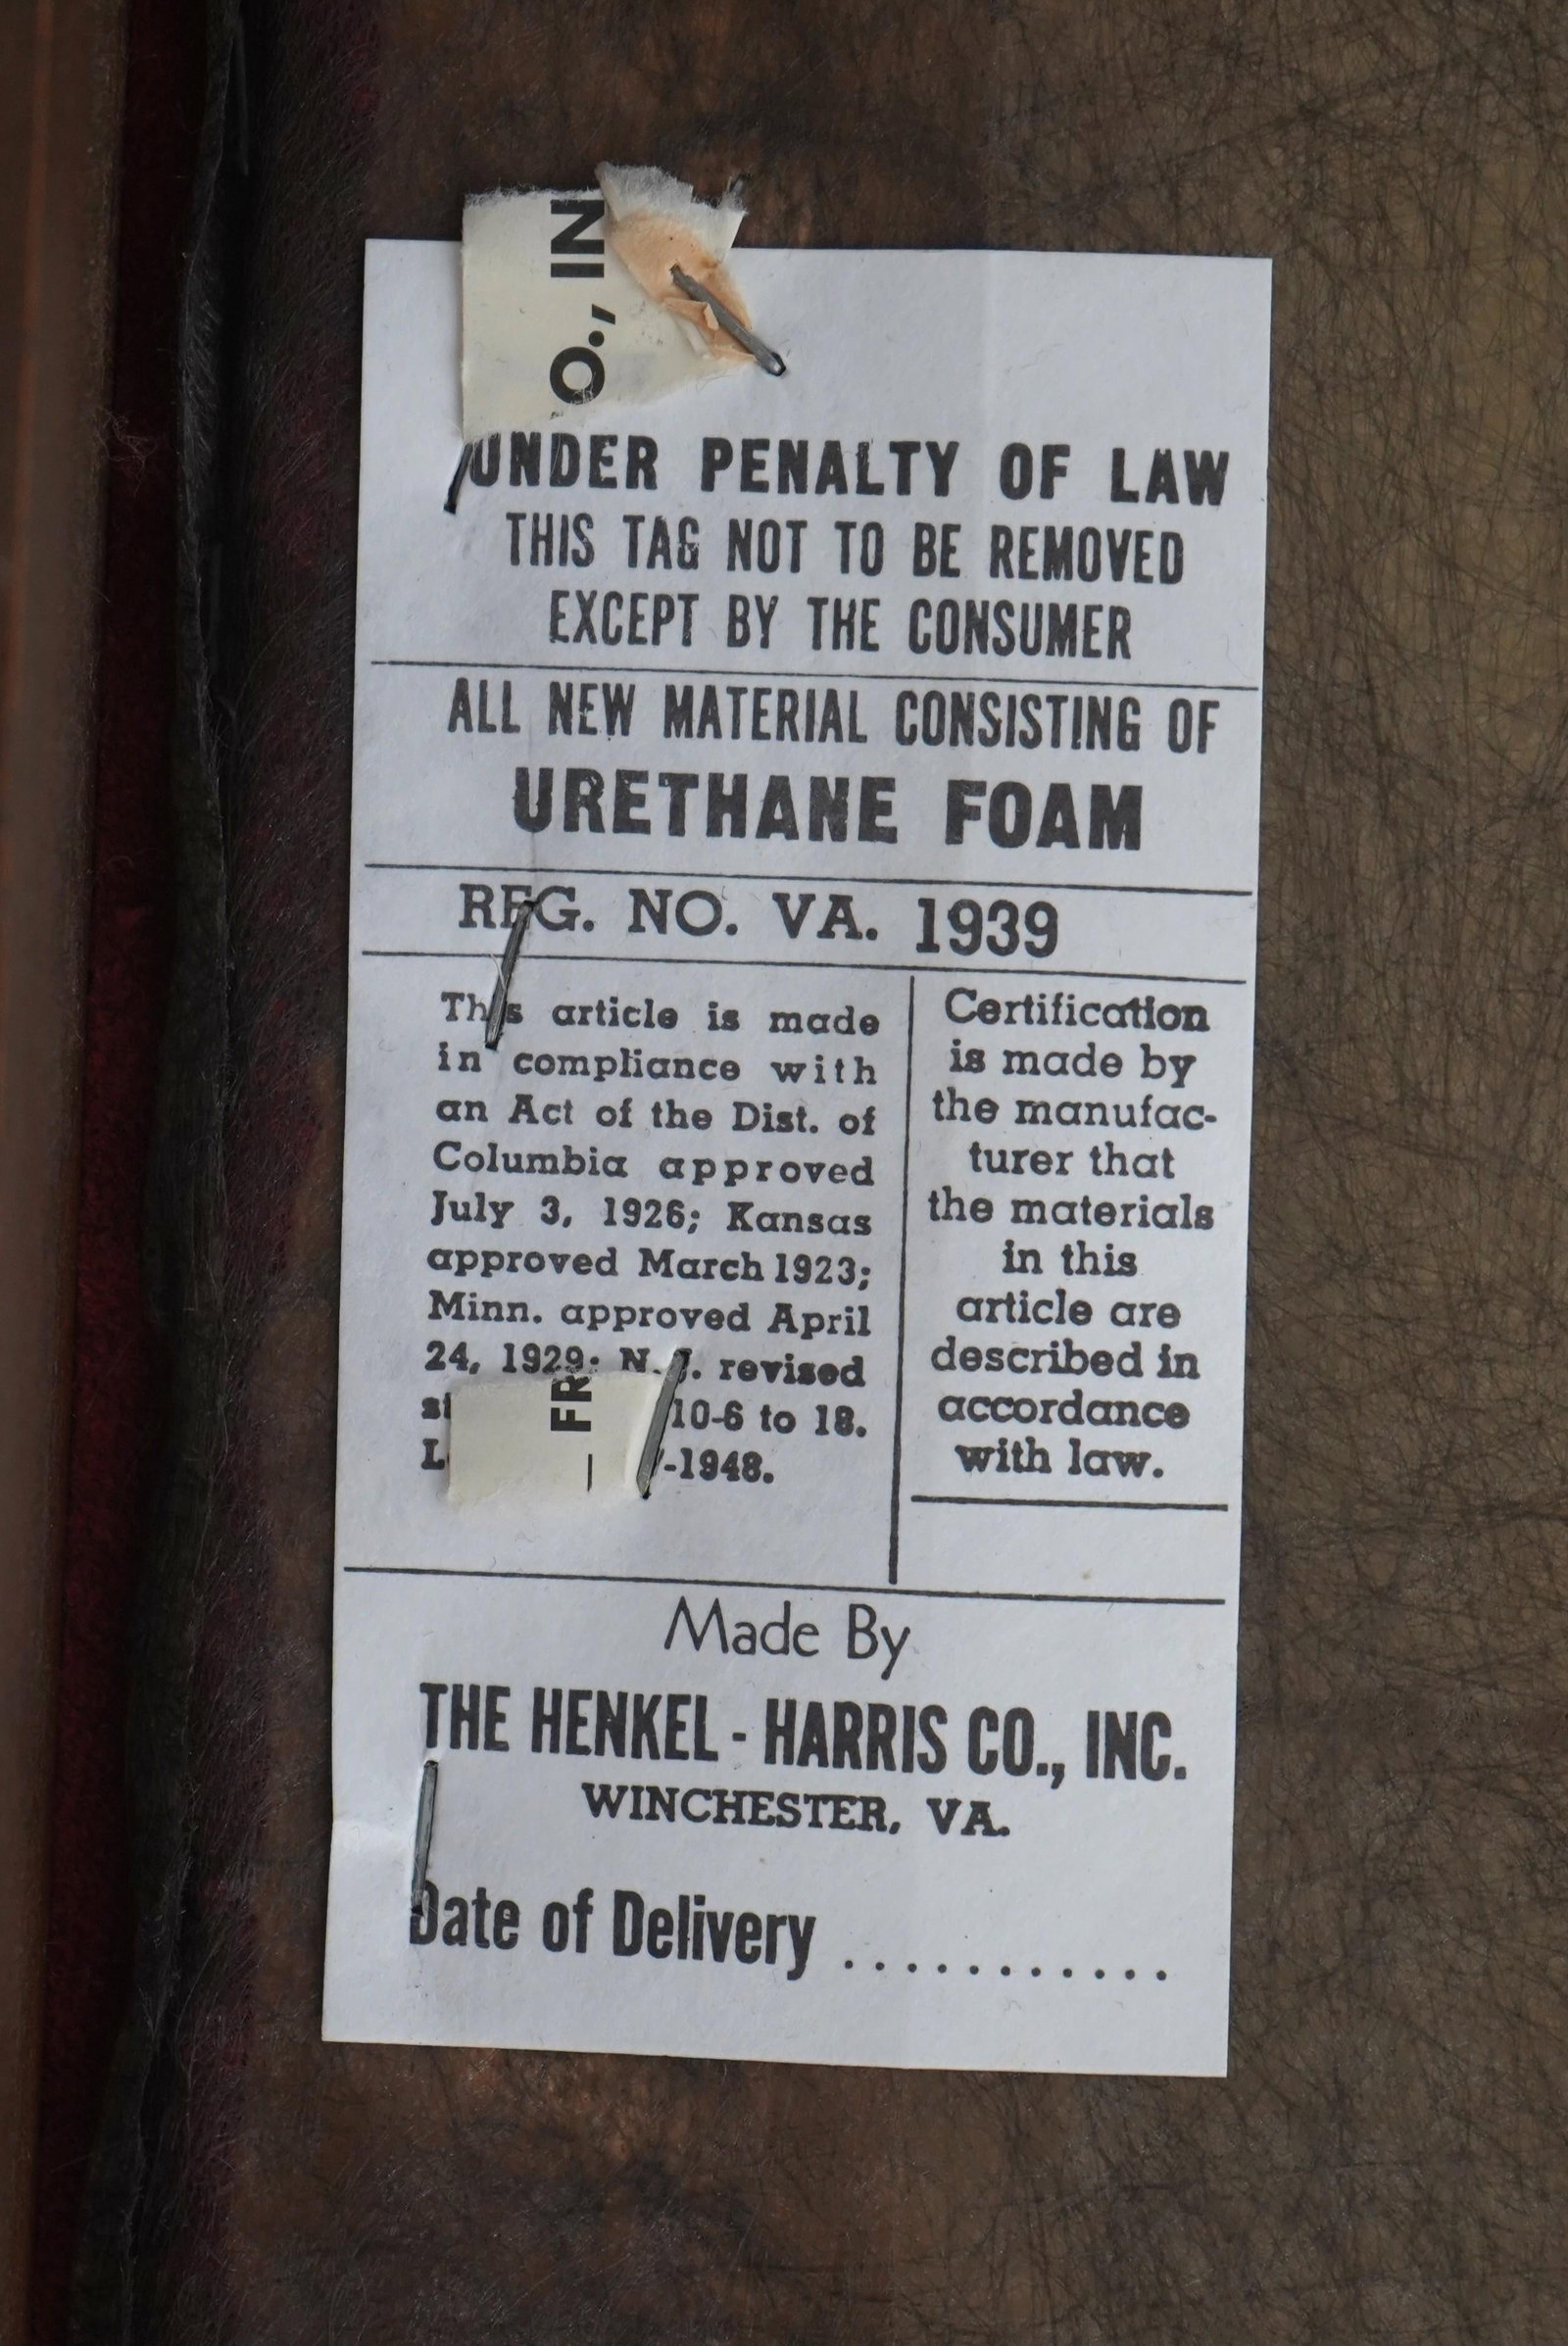 O., IN
UNDER PENALTY OF LAW
THIS TAG NOT TO BE REMOVED
EXCEPT BY THE CONSUMER
ALL NEW MATERIAL CONSISTING OF
URETHANE FOAM
REG. NO. VA. 1939
This article is made
in compliance with
an Act of the Dist. of
Columbia approved
July 3, 1926; Kansas
approved March 1923;
Minn. approved April
24, 1929; N.J. revised
10-6 to 18.
-1948.
— FR
Certification
is made by
the manufac-
turer that
the materials
in this
article are
described in
accordance
with law.
Made By
THE HENKEL - HARRIS CO., INC.
WINCHESTER, VA.
Date of Delivery ............